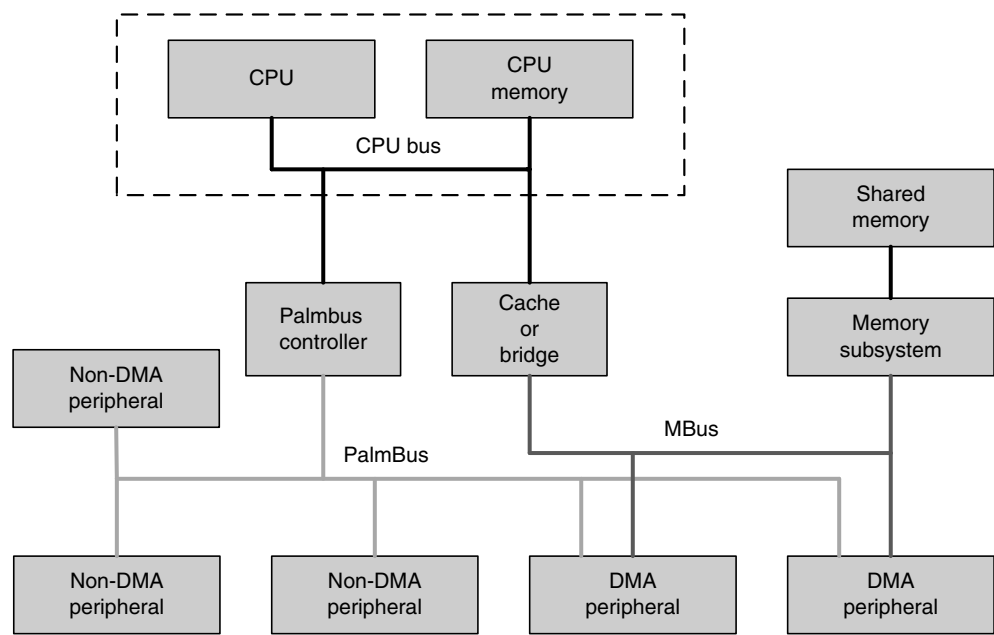 CPU
CPU
memory
CPU bus
Shared
memory
Palmbus
controller
Cache
or
bridge
Memory
subsystem
Non-DMA
peripheral
MBus
PalmBus
Non-DMA
peripheral
Non-DMA
peripheral
DMA
peripheral
DMA
peripheral